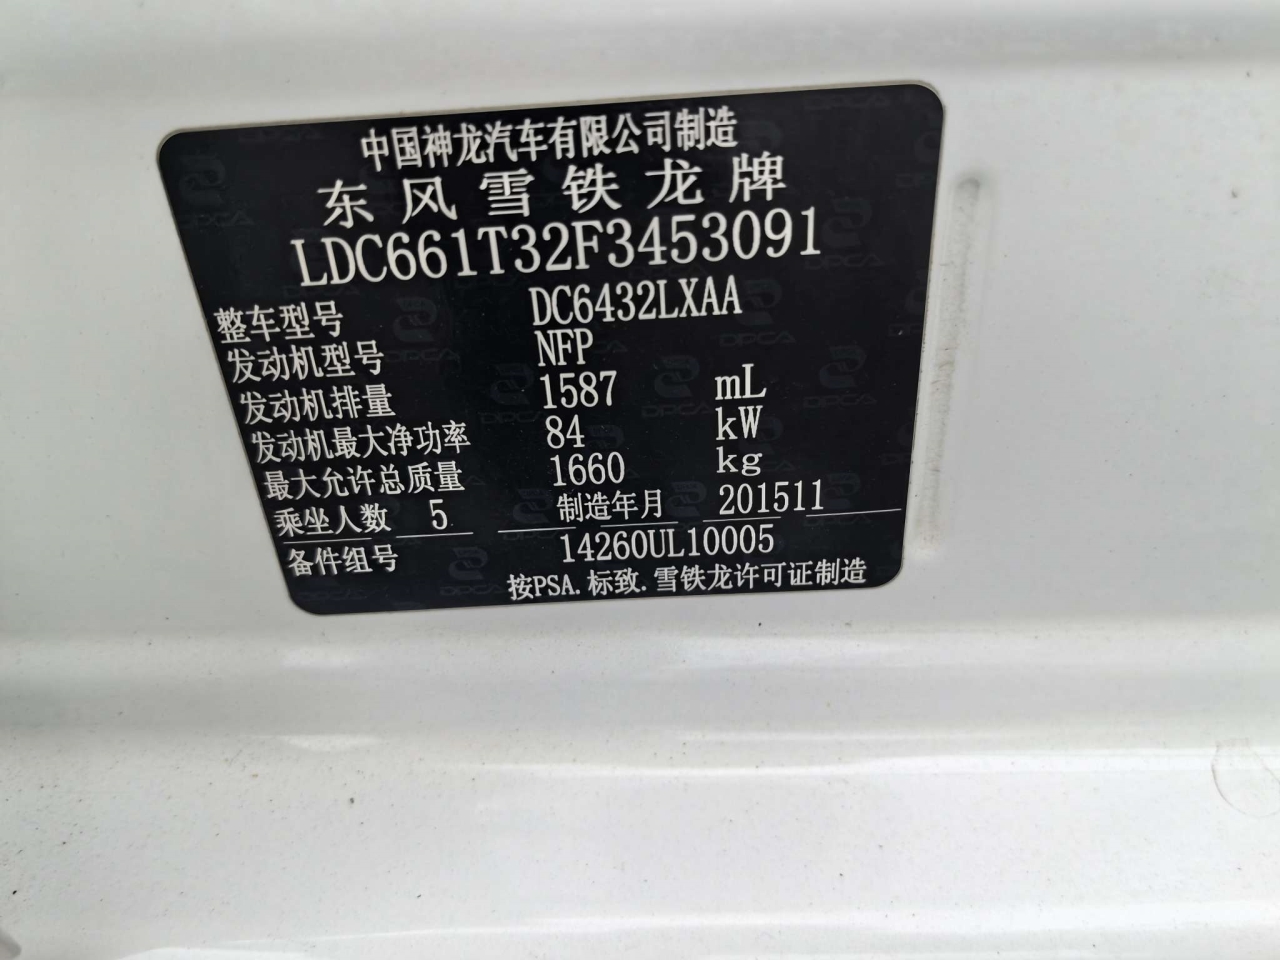 中国神龙汽车有限公司制造
东风雪铁龙牌
LDC661T32F3453091
整车型号 DC6432LXAA
发动机型号 NFP
发动机排量 1587 mL
发动机最大净功率 84 kW
最大允许总质量 1660 kg
乘坐人数 5 制造年月 201511
备件组号 14260UL10005
按PSA.标致.雪铁龙许可证制造